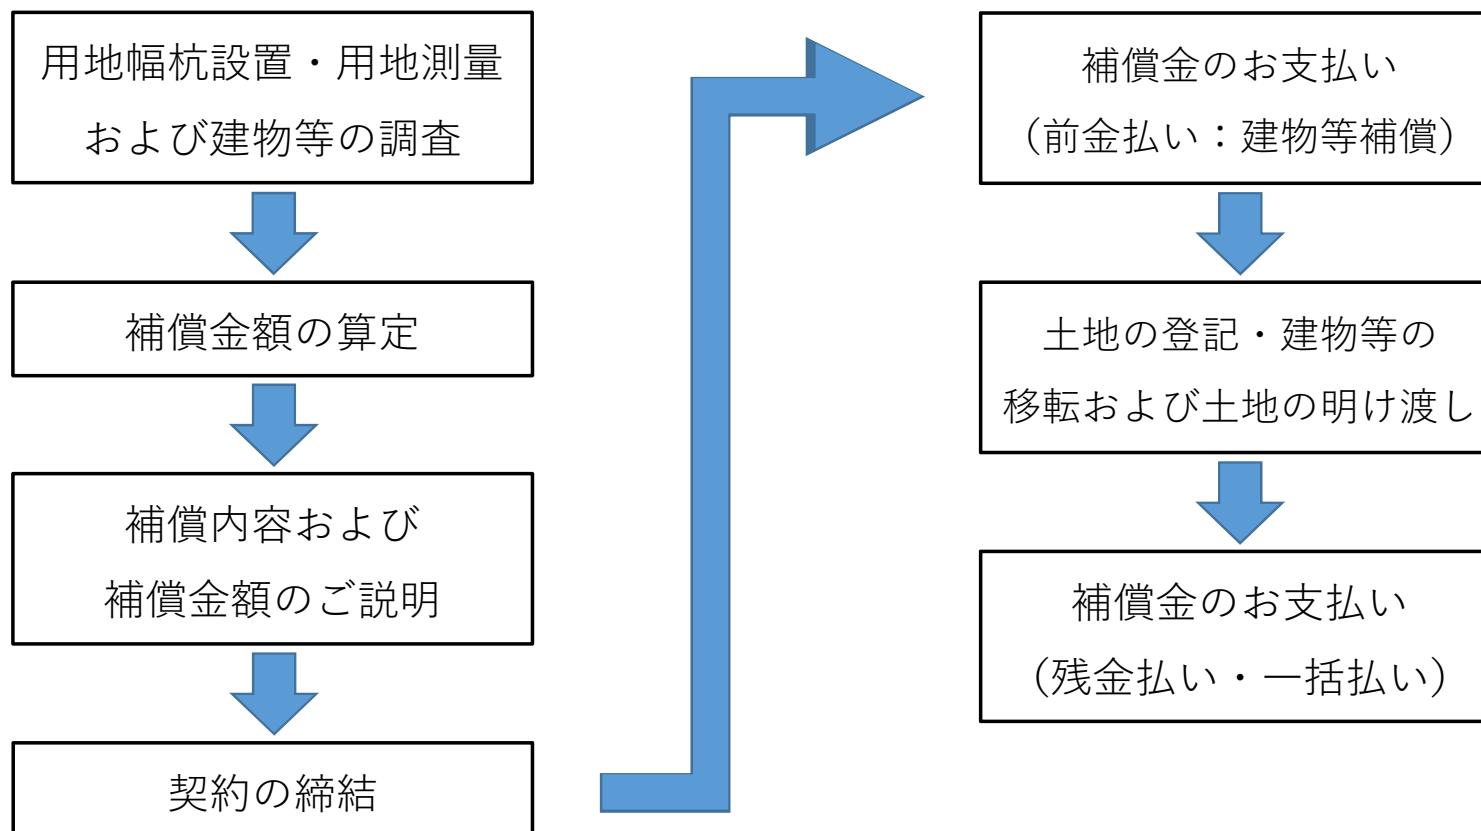 用地幅杭設置・用地測量
および建物等の調査
補償金額の算定
補償内容および
補償金額のご説明
契約の締結
補償金のお支払い
（前金払い：建物等補償）
土地の登記・建物等の
移転および土地の明け渡し
補償金のお支払い
（残金払い・一括払い）